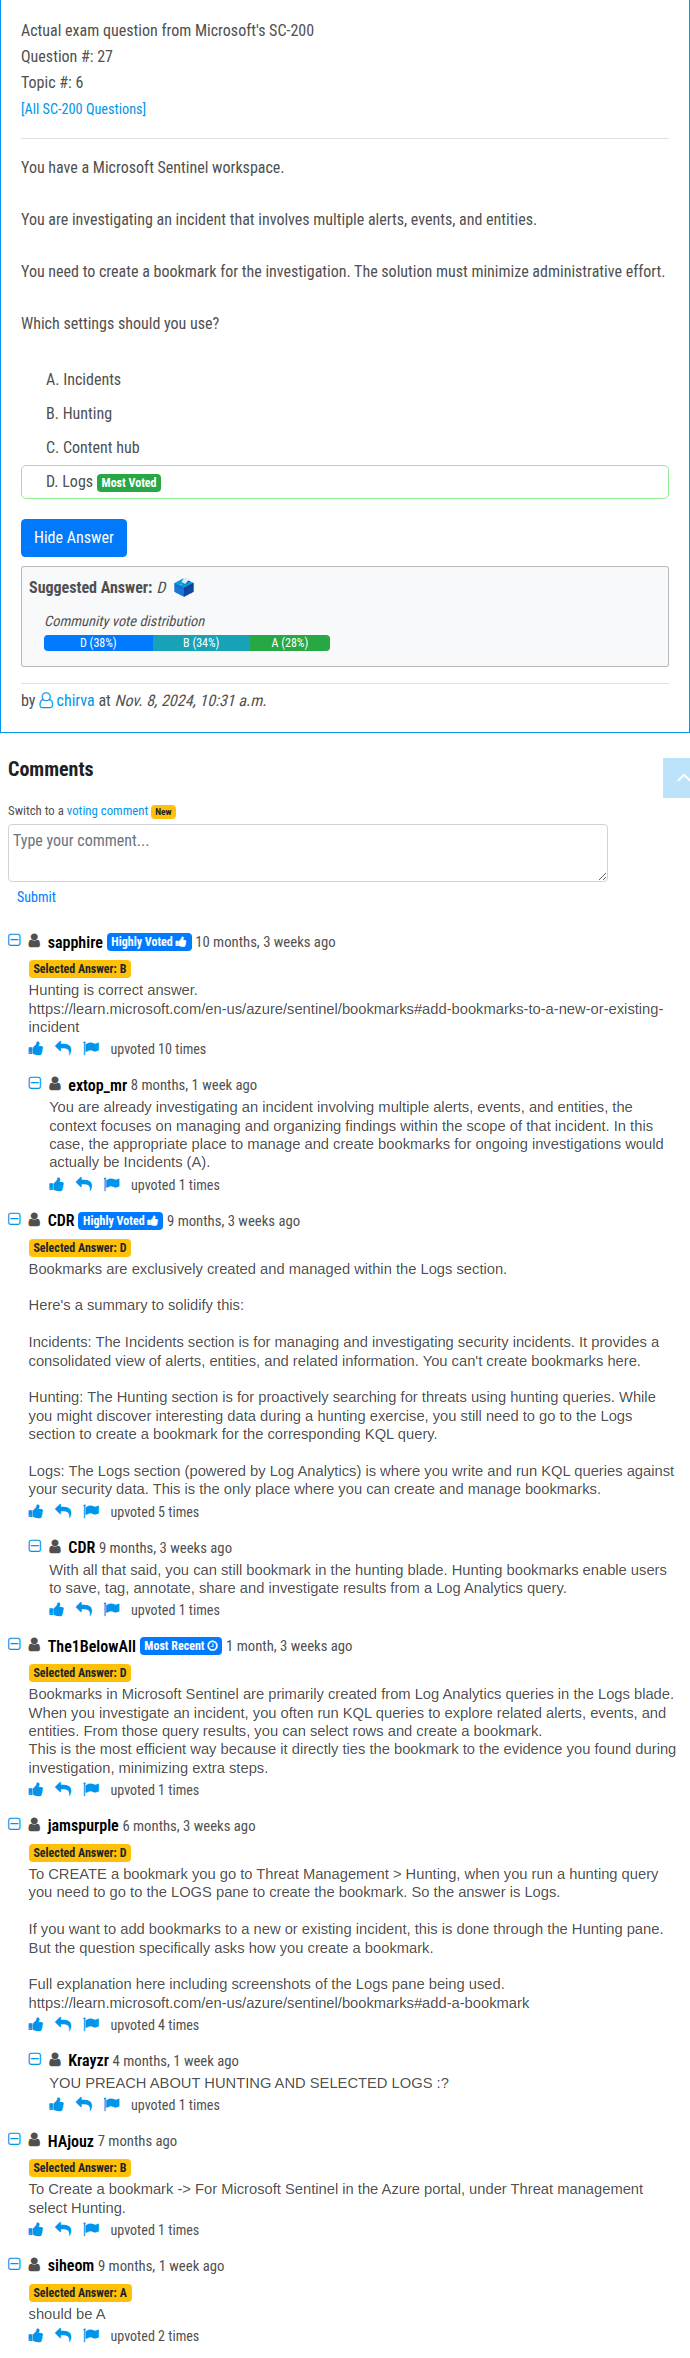 Actual exam question from Microsoft's SC-200
Question #: 27
Topic #: 6
[All SC-200 Questions]
You have a Microsoft Sentinel workspace.
You are investigating an incident that involves multiple alerts, events, and entities.
You need to create a bookmark for the investigation. The solution must minimize administrative effort.
Which settings should you use?
A. Incidents
B. Hunting
C. Content hub
D. Logs Most Voted
Hide Answer
Suggested Answer: D
Community vote distribution
D (38%) B (34%) A (28%)
by chirva at Nov. 8, 2024, 10:31 a.m.
Comments
Switch to a voting comment New
Type your comment...
Submit
sapphire Highly Voted 10 months, 3 weeks ago
Selected Answer: B
Hunting is correct answer.
https://learn.microsoft.com/en-us/azure/sentinel/bookmarks#add-bookmarks-to-a-new-or-existing-
incident
upvoted 10 times
extop_mr 8 months, 1 week ago
You are already investigating an incident involving multiple alerts, events, and entities, the
context focuses on managing and organizing findings within the scope of that incident. In this
case, the appropriate place to manage and create bookmarks for ongoing investigations would
actually be Incidents (A).
upvoted 1 times
CDR Highly Voted 9 months, 3 weeks ago
Selected Answer: D
Bookmarks are exclusively created and managed within the Logs section.
Here's a summary to solidify this:
Incidents: The Incidents section is for managing and investigating security incidents. It provides a
consolidated view of alerts, entities, and related information. You can't create bookmarks here.
Hunting: The Hunting section is for proactively searching for threats using hunting queries. While
you might discover interesting data during a hunting exercise, you still need to go to the Logs
section to create a bookmark for the corresponding KQL query.
Logs: The Logs section (powered by Log Analytics) is where you write and run KQL queries against
your security data. This is the only place where you can create and manage bookmarks.
upvoted 5 times
CDR 9 months, 3 weeks ago
With all that said, you can still bookmark in the hunting blade. Hunting bookmarks enable users
to save, tag, annotate, share and investigate results from a Log Analytics query.
upvoted 1 times
The1BelowAll Most Recent 1 month, 3 weeks ago
Selected Answer: D
Bookmarks in Microsoft Sentinel are primarily created from Log Analytics queries in the Logs blade.
When you investigate an incident, you often run KQL queries to explore related alerts, events, and
entities. From those query results, you can select rows and create a bookmark.
This is the most efficient way because it directly ties the bookmark to the evidence you found during
investigation, minimizing extra steps.
upvoted 1 times
jamspurple 6 months, 3 weeks ago
Selected Answer: D
To CREATE a bookmark you go to Threat Management > Hunting, when you run a hunting query
you need to go to the LOGS pane to create the bookmark. So the answer is Logs.
If you want to add bookmarks to a new or existing incident, this is done through the Hunting pane.
But the question specifically asks how you create a bookmark.
Full explanation here including screenshots of the Logs pane being used.
https://learn.microsoft.com/en-us/azure/sentinel/bookmarks#add-a-bookmark
upvoted 4 times
Krayzr 4 months, 1 week ago
YOU PREACH ABOUT HUNTING AND SELECTED LOGS :?
upvoted 1 times
HAjouz 7 months ago
Selected Answer: B
To Create a bookmark -> For Microsoft Sentinel in the Azure portal, under Threat management
select Hunting.
upvoted 1 times
siheom 9 months, 1 week ago
Selected Answer: A
should be A
upvoted 2 times